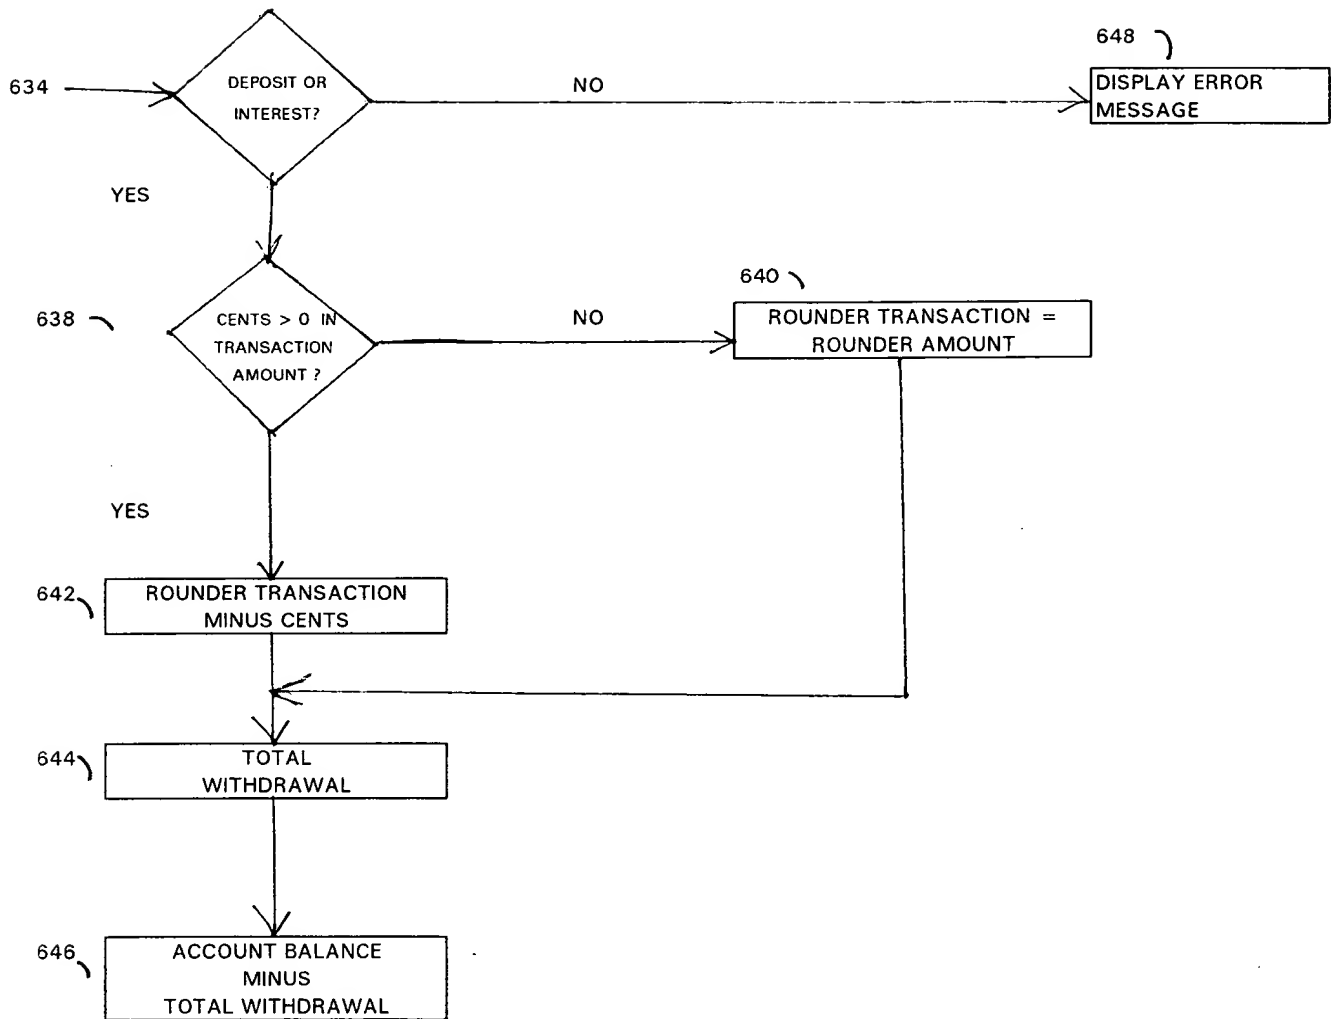 648
634
DEPOSIT OR
INTEREST?
NO
DISPLAY ERROR
MESSAGE
YES
640
638
CENTS > 0 IN
TRANSACTION
AMOUNT ?
NO
ROUNDER TRANSACTION =
ROUNDER AMOUNT
YES
642
ROUNDER TRANSACTION
MINUS CENTS
644
TOTAL
WITHDRAWAL
646
ACCOUNT BALANCE
MINUS
TOTAL WITHDRAWAL